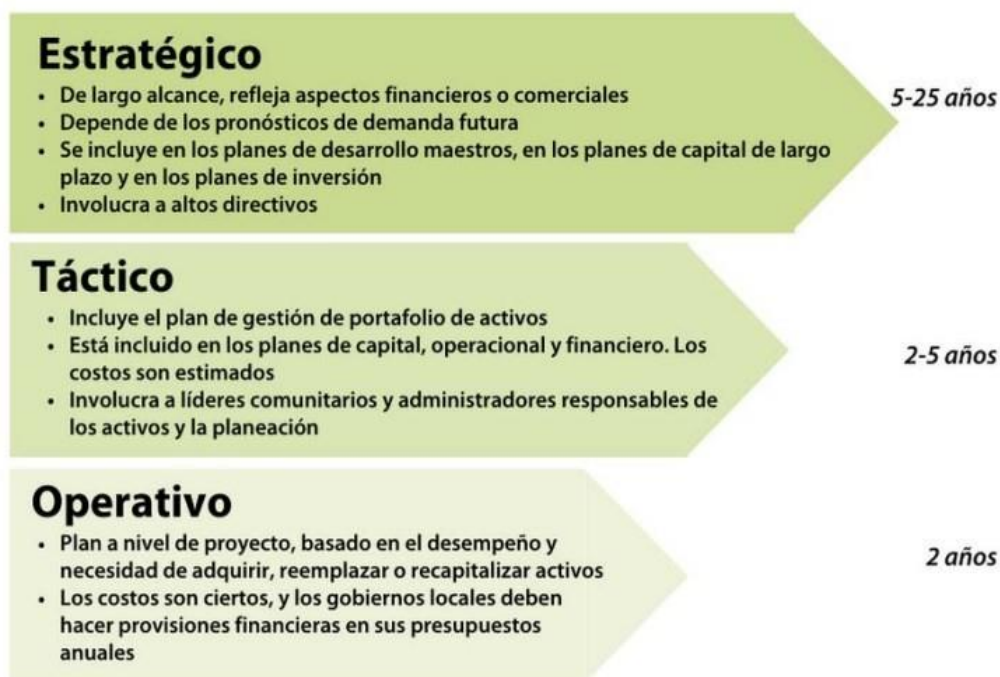 Estratégico
• De largo alcance, refleja aspectos financieros o comerciales
• Depende de los pronósticos de demanda futura
• Se incluye en los planes de desarrollo maestros, en los planes de capital de largo
plazo y en los planes de inversión
• Involucra a altos directivos
5-25 años
Táctico
• Incluye el plan de gestión de portafolio de activos
• Está incluido en los planes de capital, operacional y financiero. Los
costos son estimados
• Involucra a líderes comunitarios y administradores responsables de
los activos y la planeación
2-5 años
Operativo
• Plan a nivel de proyecto, basado en el desempeño y
necesidad de adquirir, reemplazar o recapitalizar activos
• Los costos son ciertos, y los gobiernos locales deben
hacer provisiones financieras en sus presupuestos
anuales
2 años